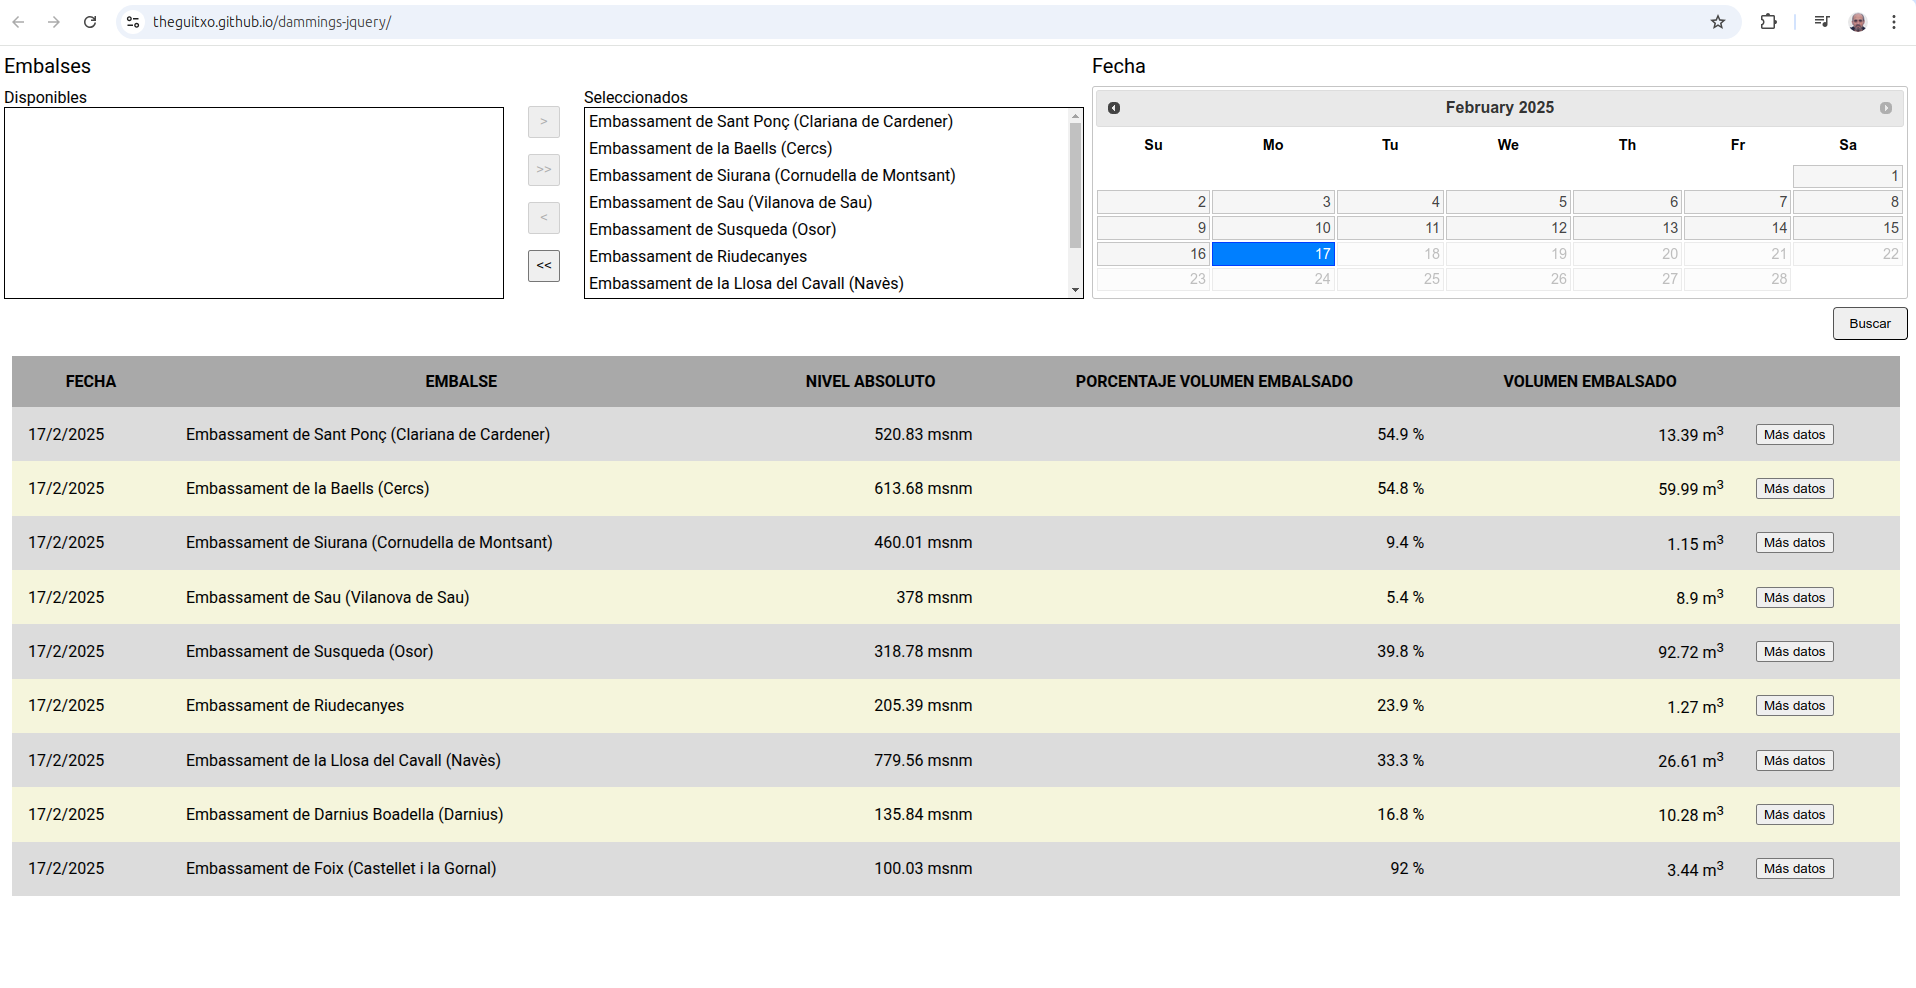 theguitxo.github.io/dammings-jquery/
Embalses
Disponibles
>
>>
<
<<
Seleccionados
Embassament de Sant Ponç (Clariana de Cardener)
Embassament de la Baells (Cercs)
Embassament de Siurana (Cornudella de Montsant)
Embassament de Sau (Vilanova de Sau)
Embassament de Susqueda (Osor)
Embassament de Riudecanyes
Embassament de la Llosa del Cavall (Navès)
Fecha
February 2025
Su Mo Tu We Th Fr Sa
1
2 3 4 5 6 7 8
9 10 11 12 13 14 15
16 17 18 19 20 21 22
23 24 25 26 27 28
Buscar
FECHA EMBALSE NIVEL ABSOLUTO PORCENTAJE VOLUMEN EMBALSADO VOLUMEN EMBALSADO
17/2/2025 Embassament de Sant Ponç (Clariana de Cardener) 520.83 msnm 54.9 % 13.39 m³ Más datos
17/2/2025 Embassament de la Baells (Cercs) 613.68 msnm 54.8 % 59.99 m³ Más datos
17/2/2025 Embassament de Siurana (Cornudella de Montsant) 460.01 msnm 9.4 % 1.15 m³ Más datos
17/2/2025 Embassament de Sau (Vilanova de Sau) 378 msnm 5.4 % 8.9 m³ Más datos
17/2/2025 Embassament de Susqueda (Osor) 318.78 msnm 39.8 % 92.72 m³ Más datos
17/2/2025 Embassament de Riudecanyes 205.39 msnm 23.9 % 1.27 m³ Más datos
17/2/2025 Embassament de la Llosa del Cavall (Navès) 779.56 msnm 33.3 % 26.61 m³ Más datos
17/2/2025 Embassament de Darnius Boadella (Darnius) 135.84 msnm 16.8 % 10.28 m³ Más datos
17/2/2025 Embassament de Foix (Castellet i la Gornal) 100.03 msnm 92 % 3.44 m³ Más datos